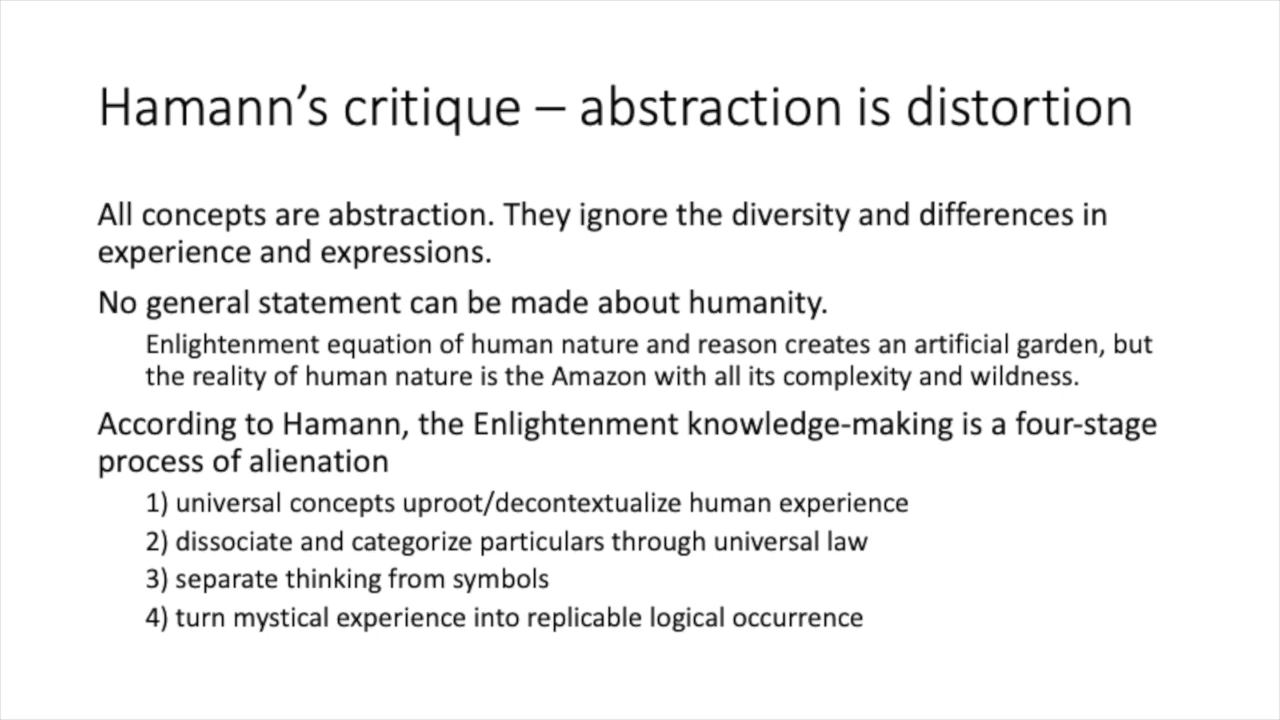 Hamann’s critique – abstraction is distortion
All concepts are abstraction. They ignore the diversity and differences in
experience and expressions.
No general statement can be made about humanity.
Enlightenment equation of human nature and reason creates an artificial garden, but
the reality of human nature is the Amazon with all its complexity and wildness.
According to Hamann, the Enlightenment knowledge-making is a four-stage
process of alienation
1) universal concepts uproot/decontextualize human experience
2) dissociate and categorize particulars through universal law
3) separate thinking from symbols
4) turn mystical experience into replicable logical occurrence